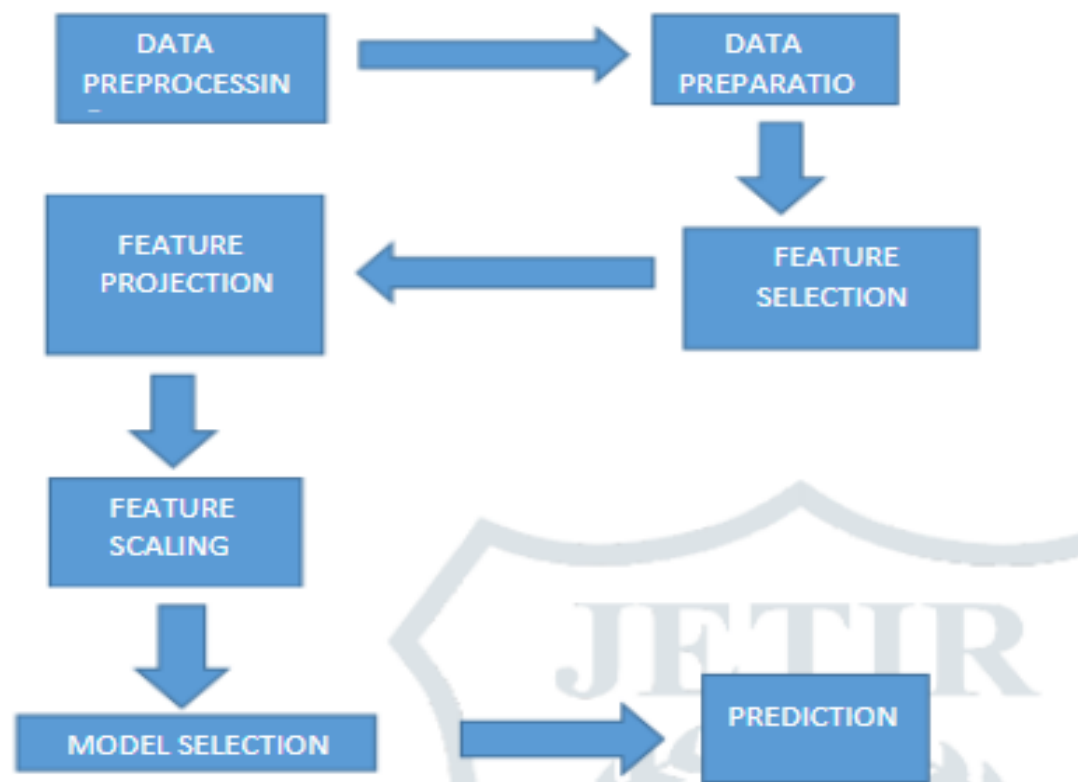 DATA
PREPROCESSIN
DATA
PREPARATIO
FEATURE
SELECTION
FEATURE
PROJECTION
FEATURE
SCALING
MODEL SELECTION
PREDICTION
JETIR